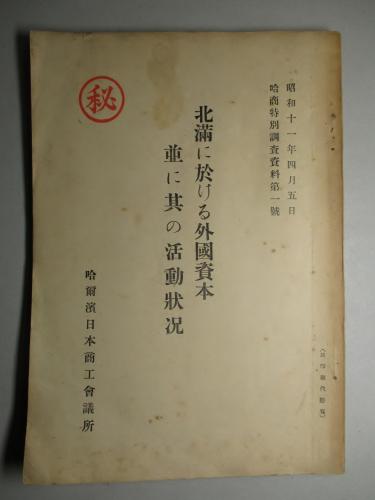 昭和十一年四月五日
哈商特別調査資料第一號
北滿に於ける外國資本
並に其の活動狀况
哈爾濱日本商工會議所
秘